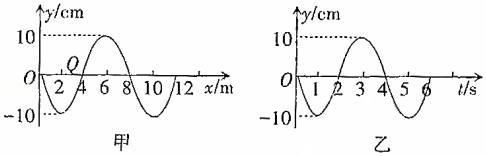 y/cm
10
Q
O
2 4 6 8 10 12 x/m
-10
甲
y/cm
10
O
1 2 3 4 5 6 t/s
-10
乙